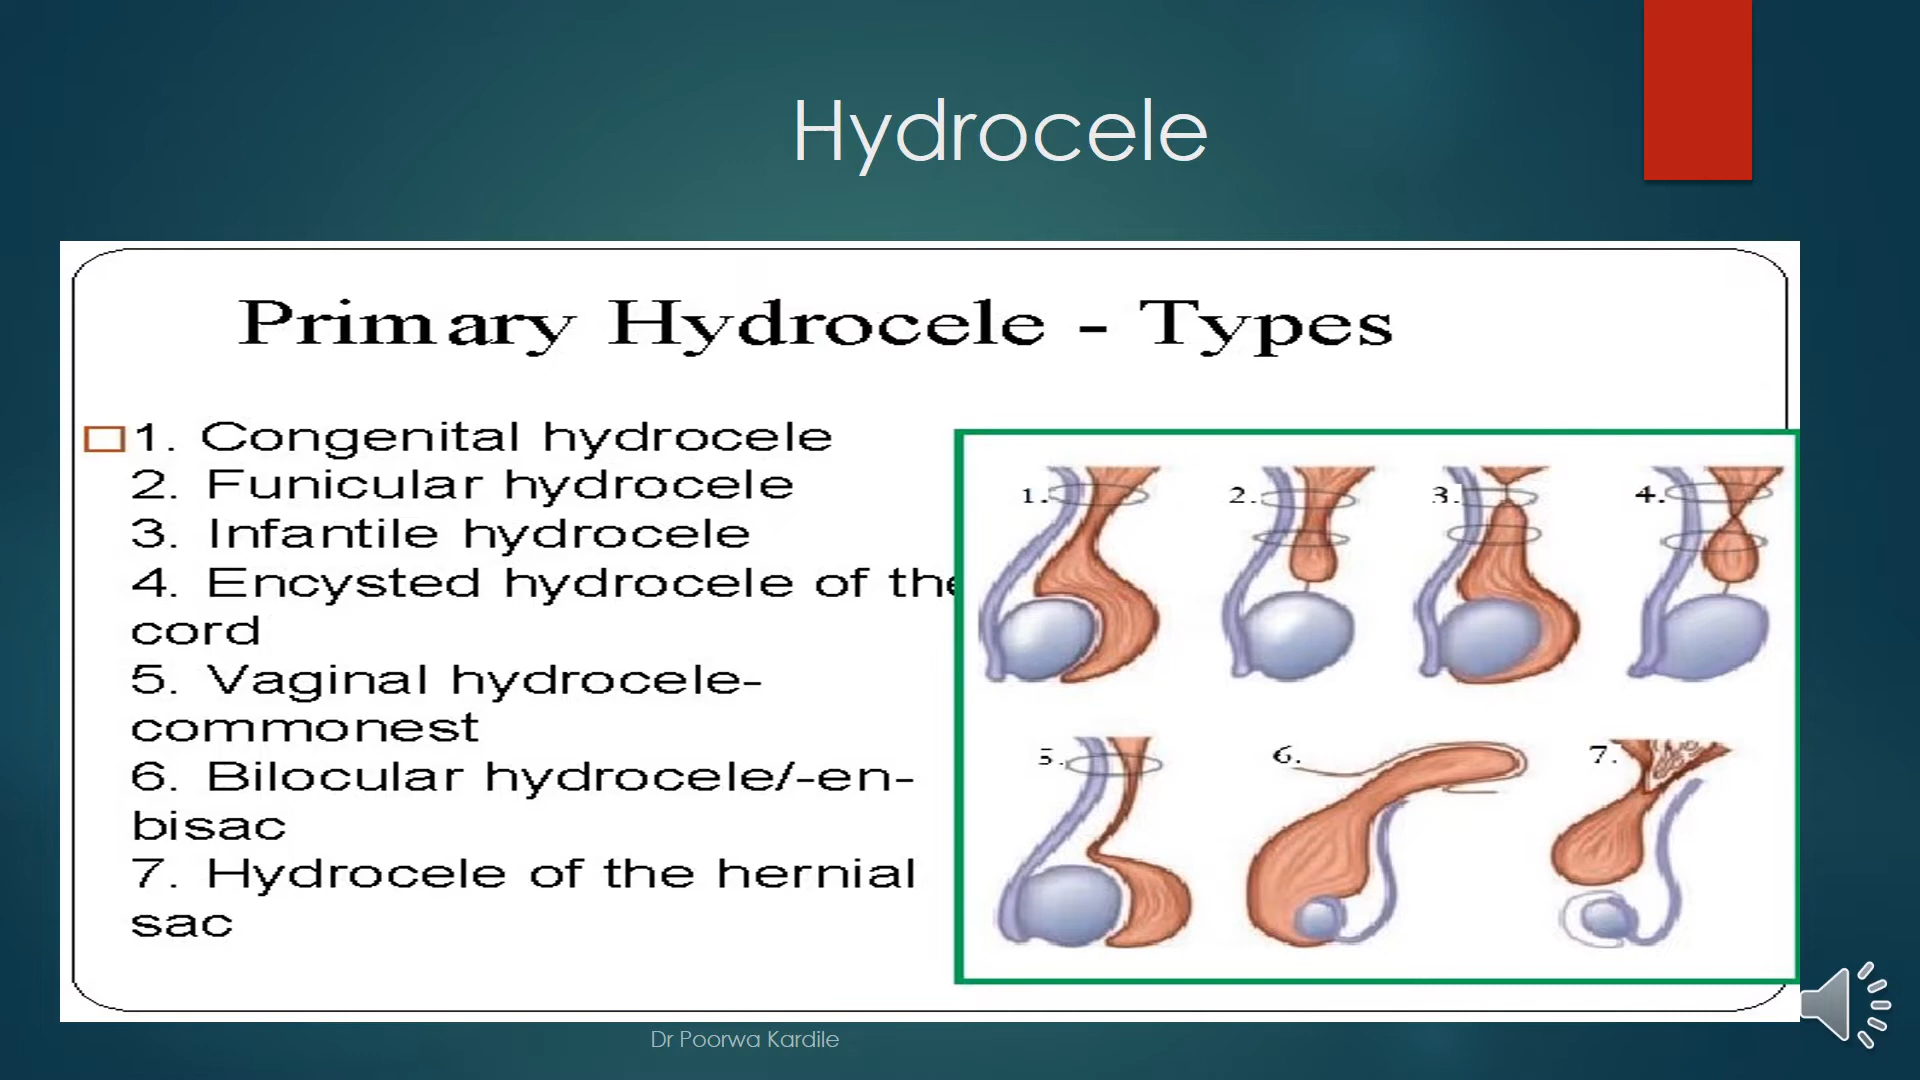 Hydrocele
Primary Hydrocele - Types
1. Congenital hydrocele
2. Funicular hydrocele
3. Infantile hydrocele
4. Encysted hydrocele of the
cord
5. Vaginal hydrocele-
commonest
6. Bilocular hydrocele/-en-
bisac
7. Hydrocele of the hernial
sac
1. 2. 3. 4.
5. 6. 7.
Dr Poorwa Kardile